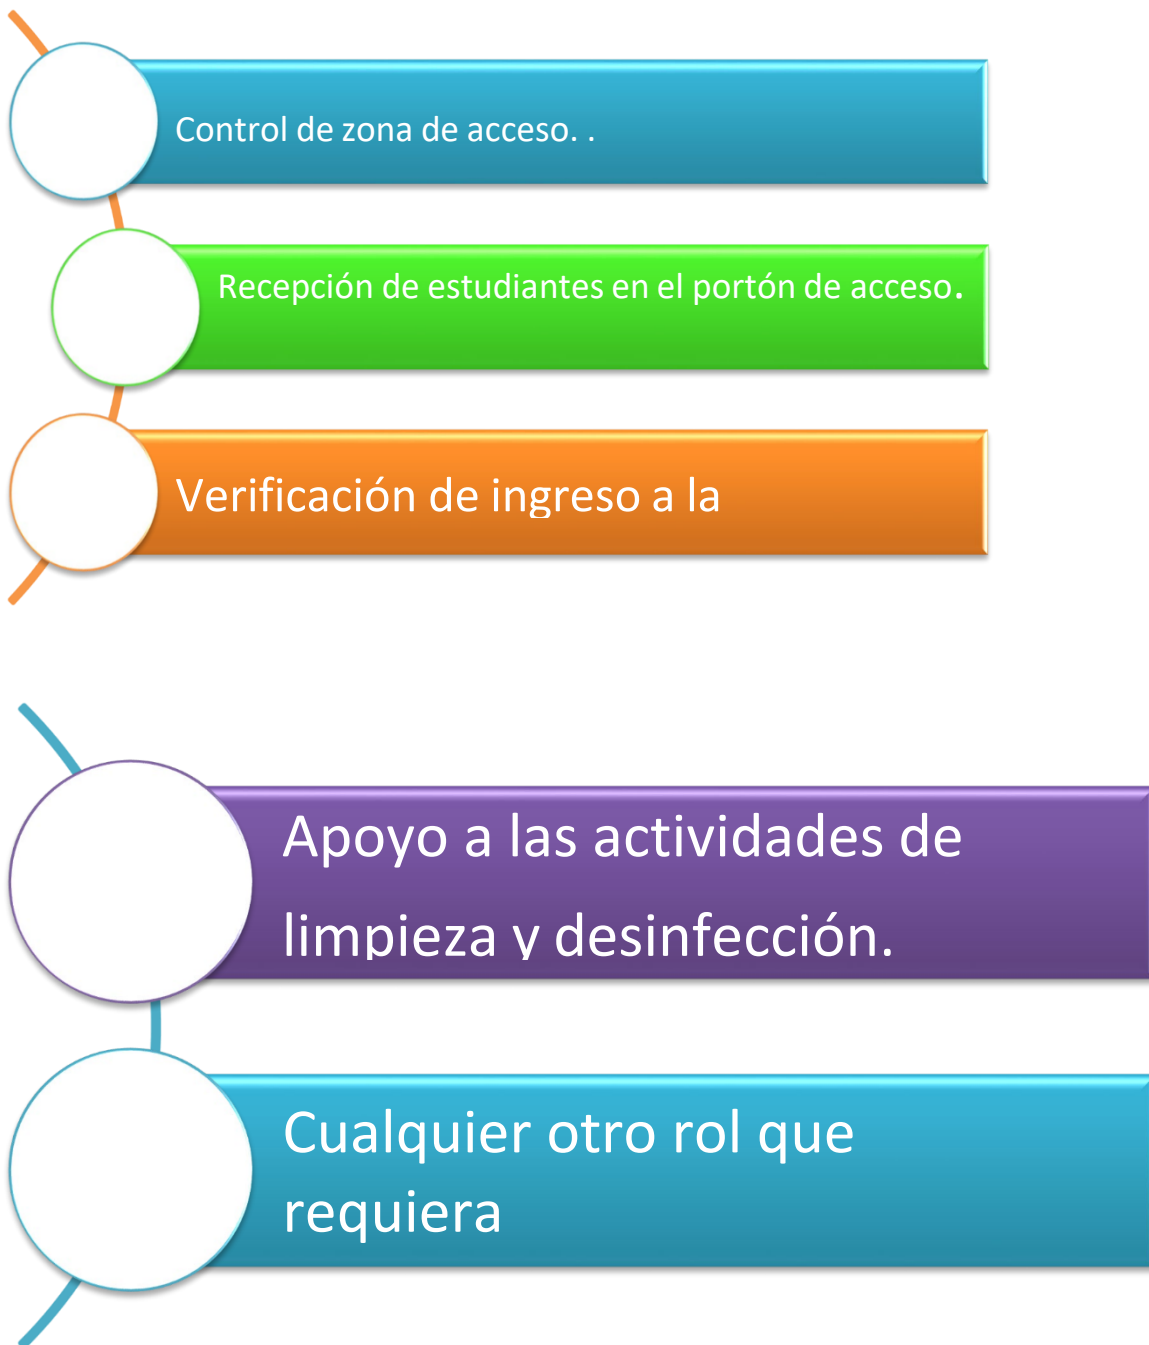 Control de zona de acceso. .
Recepción de estudiantes en el portón de acceso.
Verificación de ingreso a la
Apoyo a las actividades de
limpieza y desinfección.
Cualquier otro rol que
requiera